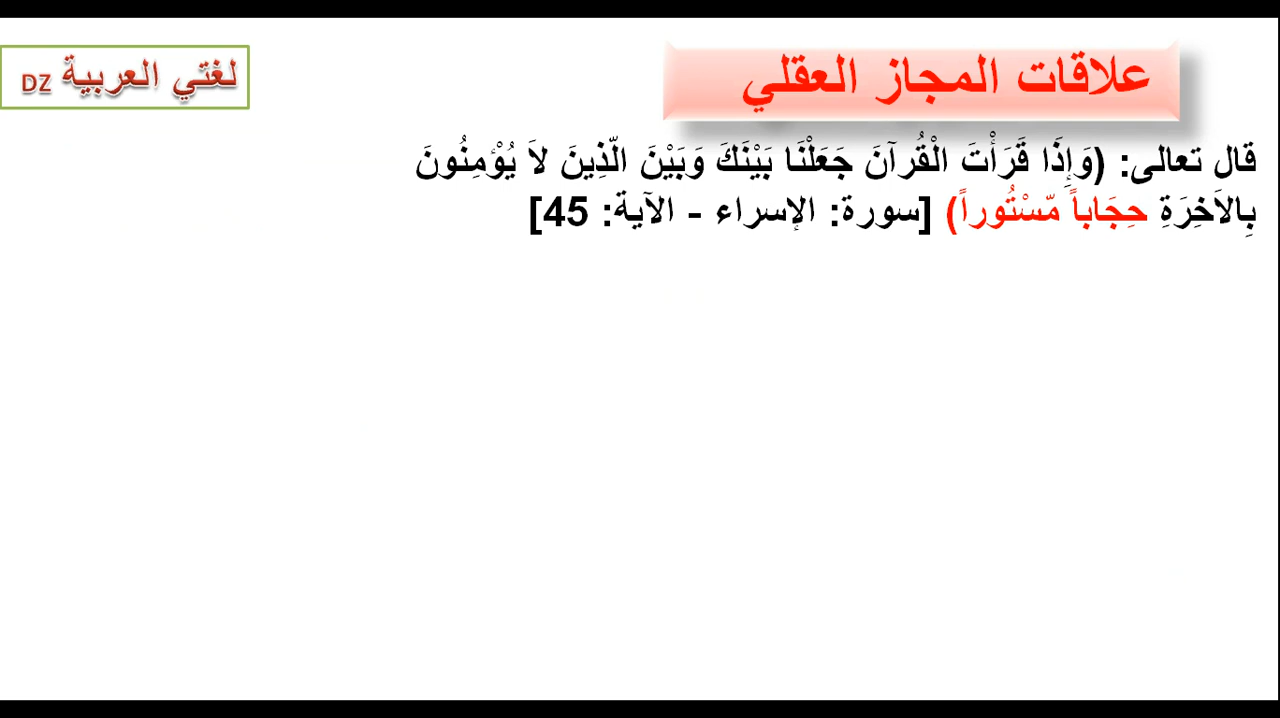 علاقات المجاز العقلي
لغتي العربية DZ
قال تعالى: (وَإِذَا قَرَأْتَ الْقُرآنَ جَعَلْنَا بَيْنَكَ وَبَيْنَ الّذِينَ لاَ يُؤْمِنُونَ
بِالاَخِرَةِ حِجَاباً مّسْتُوراً) [سورة: الإسراء - الآية: 45]